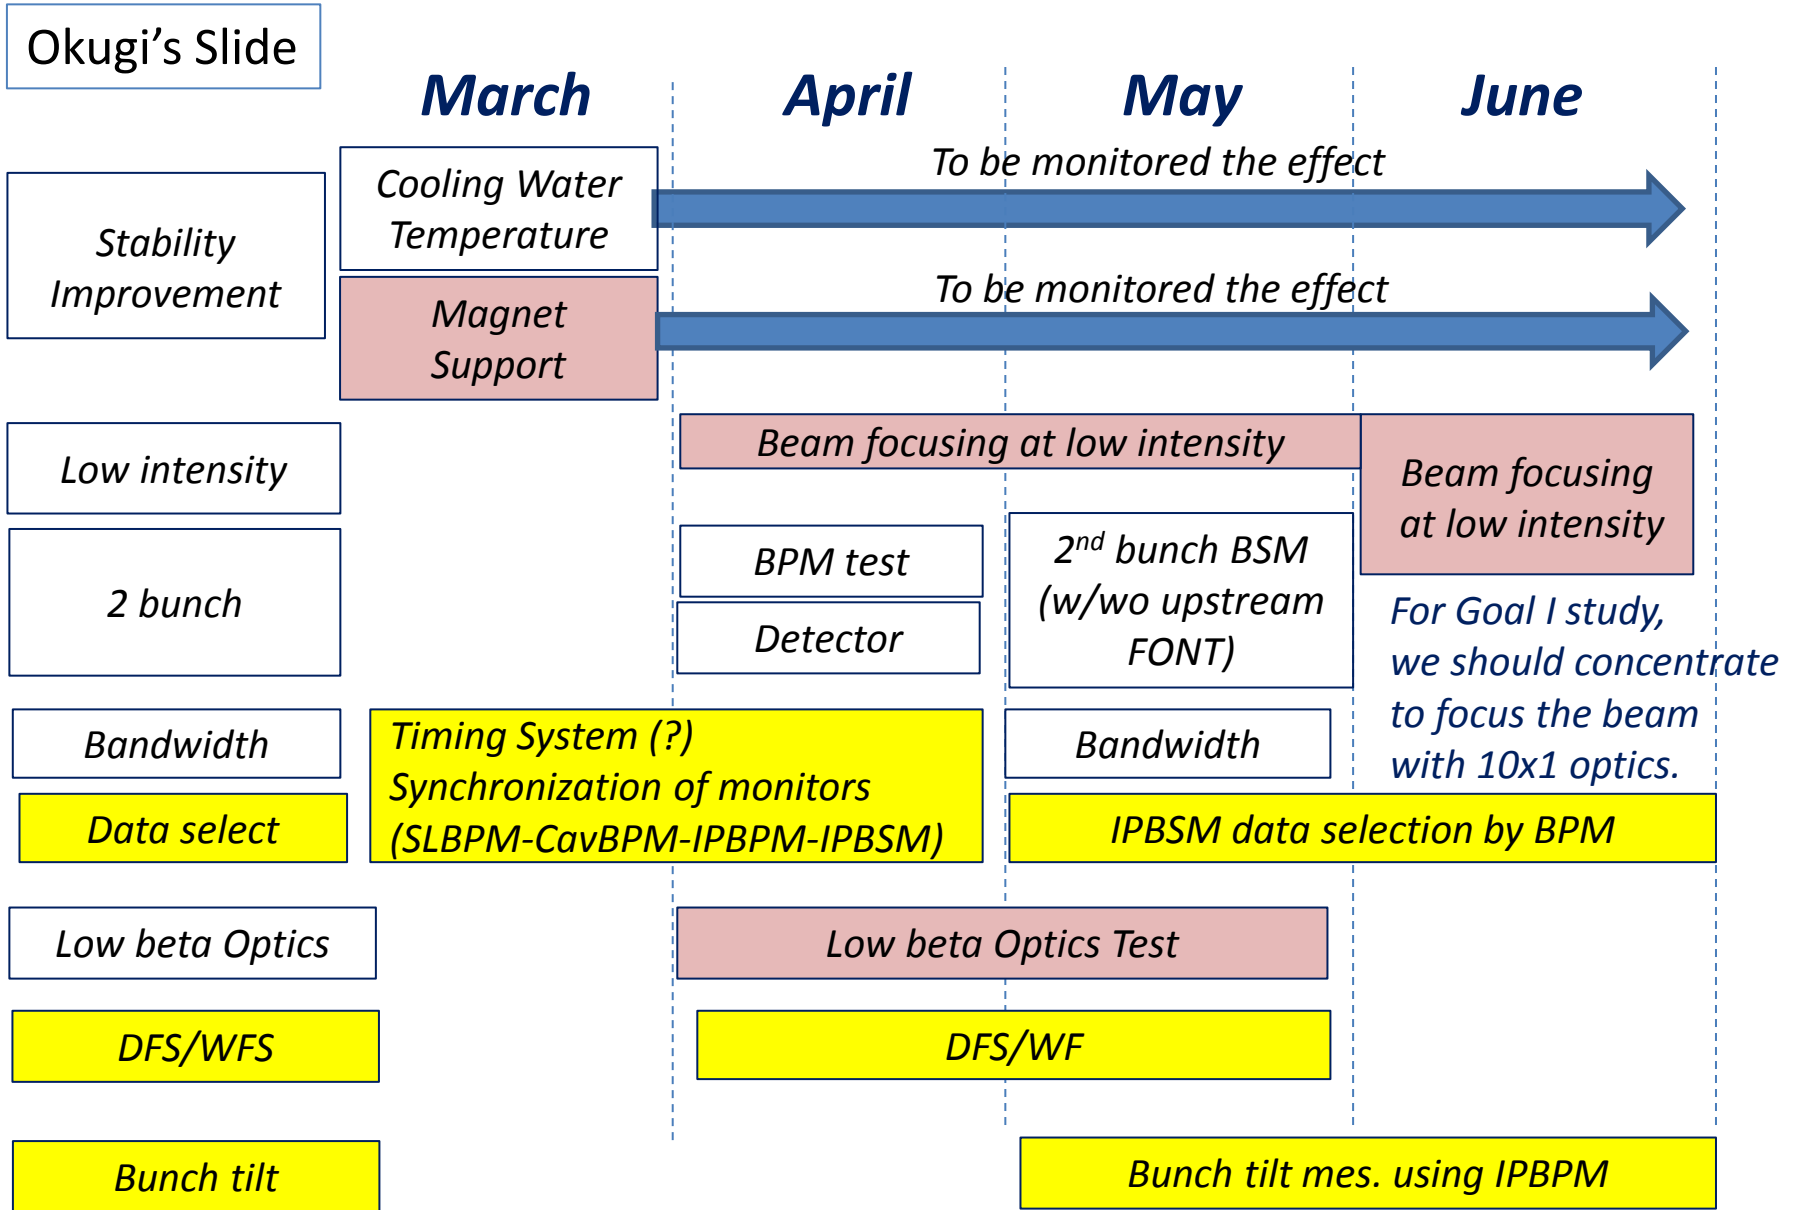 Okugi's Slide
March
April
May
June
Stability
Improvement
Cooling Water
Temperature
To be monitored the effect
Magnet
Support
To be monitored the effect
Low intensity
Beam focusing at low intensity
Beam focusing
at low intensity
2 bunch
BPM test
Detector
2nd bunch BSM
(w/wo upstream
FONT)
For Goal I study,
we should concentrate
to focus the beam
with 10x1 optics.
Bandwidth
Timing System (?)
Synchronization of monitors
(SLBPM-CavBPM-IPBPM-IPBSM)
Bandwidth
Data select
IPBSM data selection by BPM
Low beta Optics
Low beta Optics Test
DFS/WFS
DFS/WF
Bunch tilt
Bunch tilt mes. using IPBPM